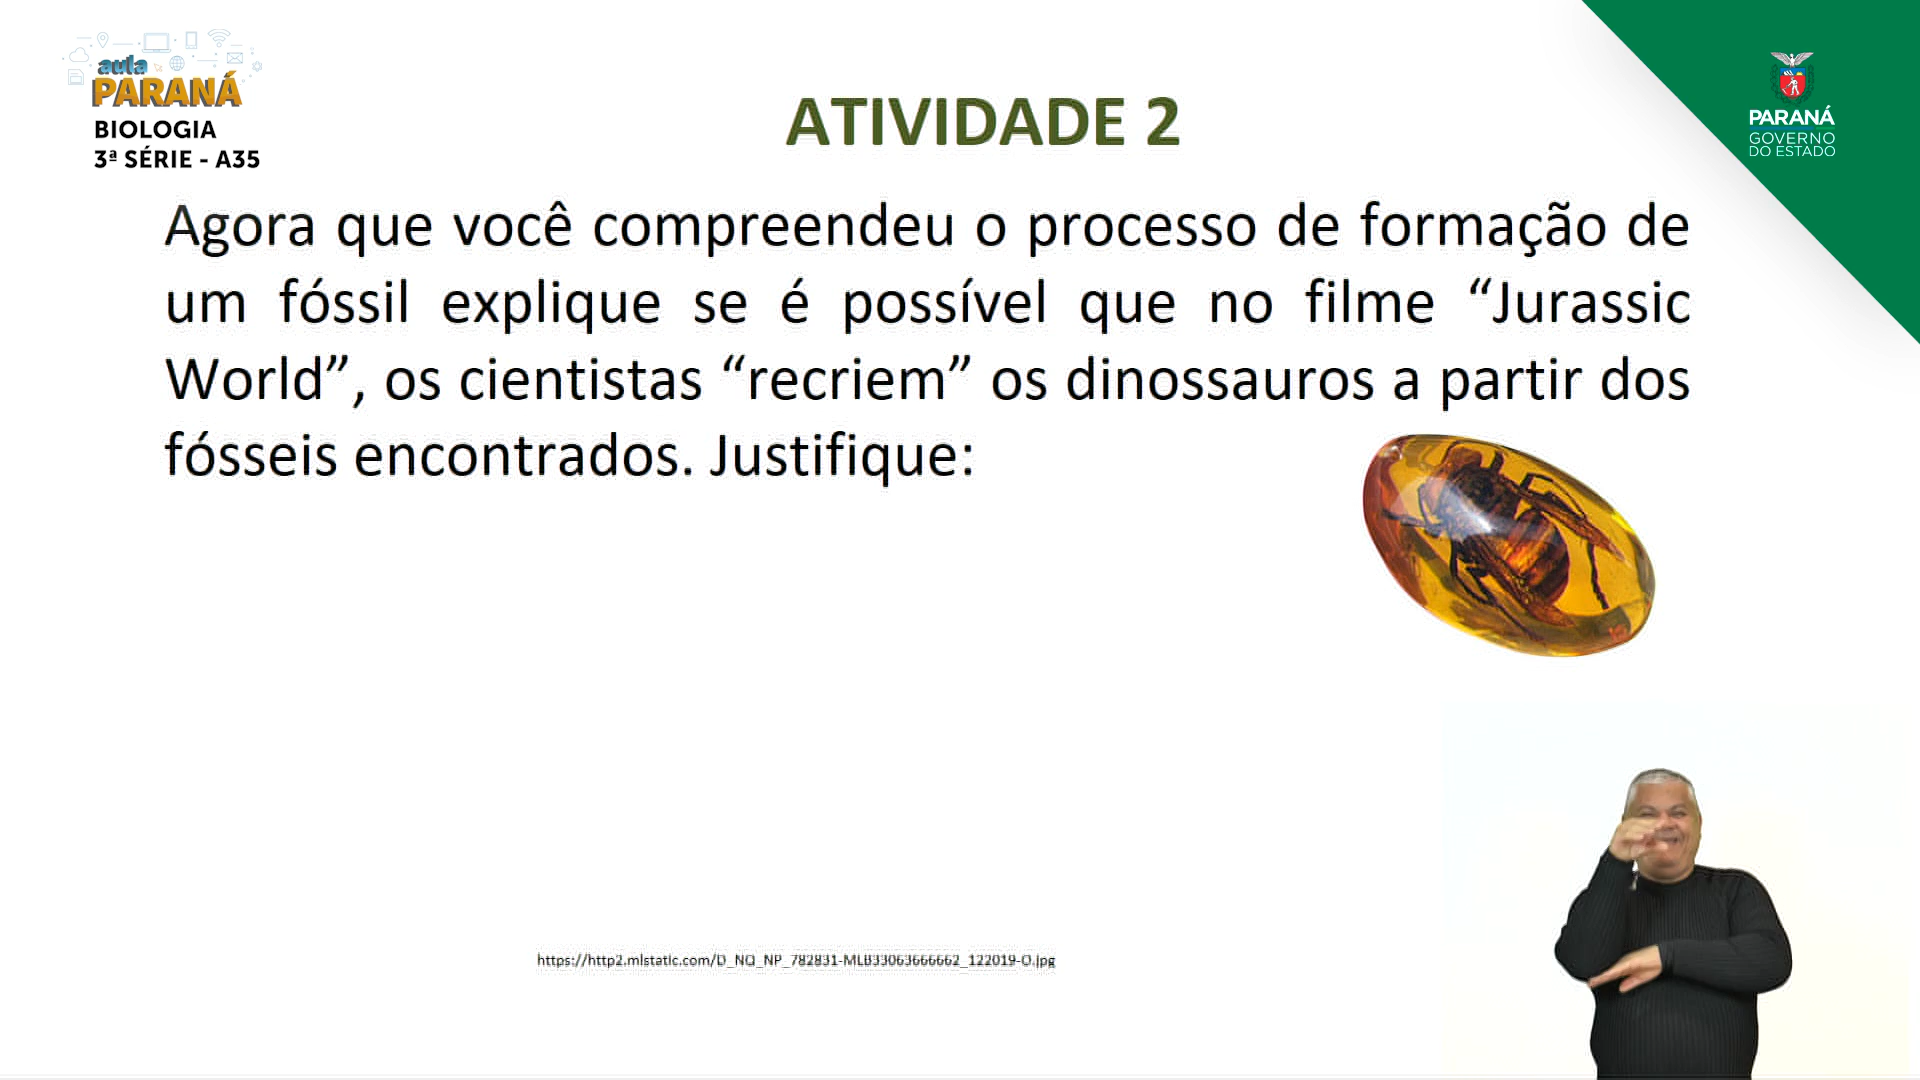 aula
PARANÁ
BIOLOGIA
3ª SÉRIE - A35
PARANÁ
GOVERNO
DO ESTADO
ATIVIDADE 2
Agora que você compreendeu o processo de formação de
um fóssil explique se é possível que no filme “Jurassic
World”, os cientistas “recriem” os dinossauros a partir dos
fósseis encontrados. Justifique:
https://http2.mlstatic.com/D_NQ_NP_782831-MLB33063666662_122019-O.jpg